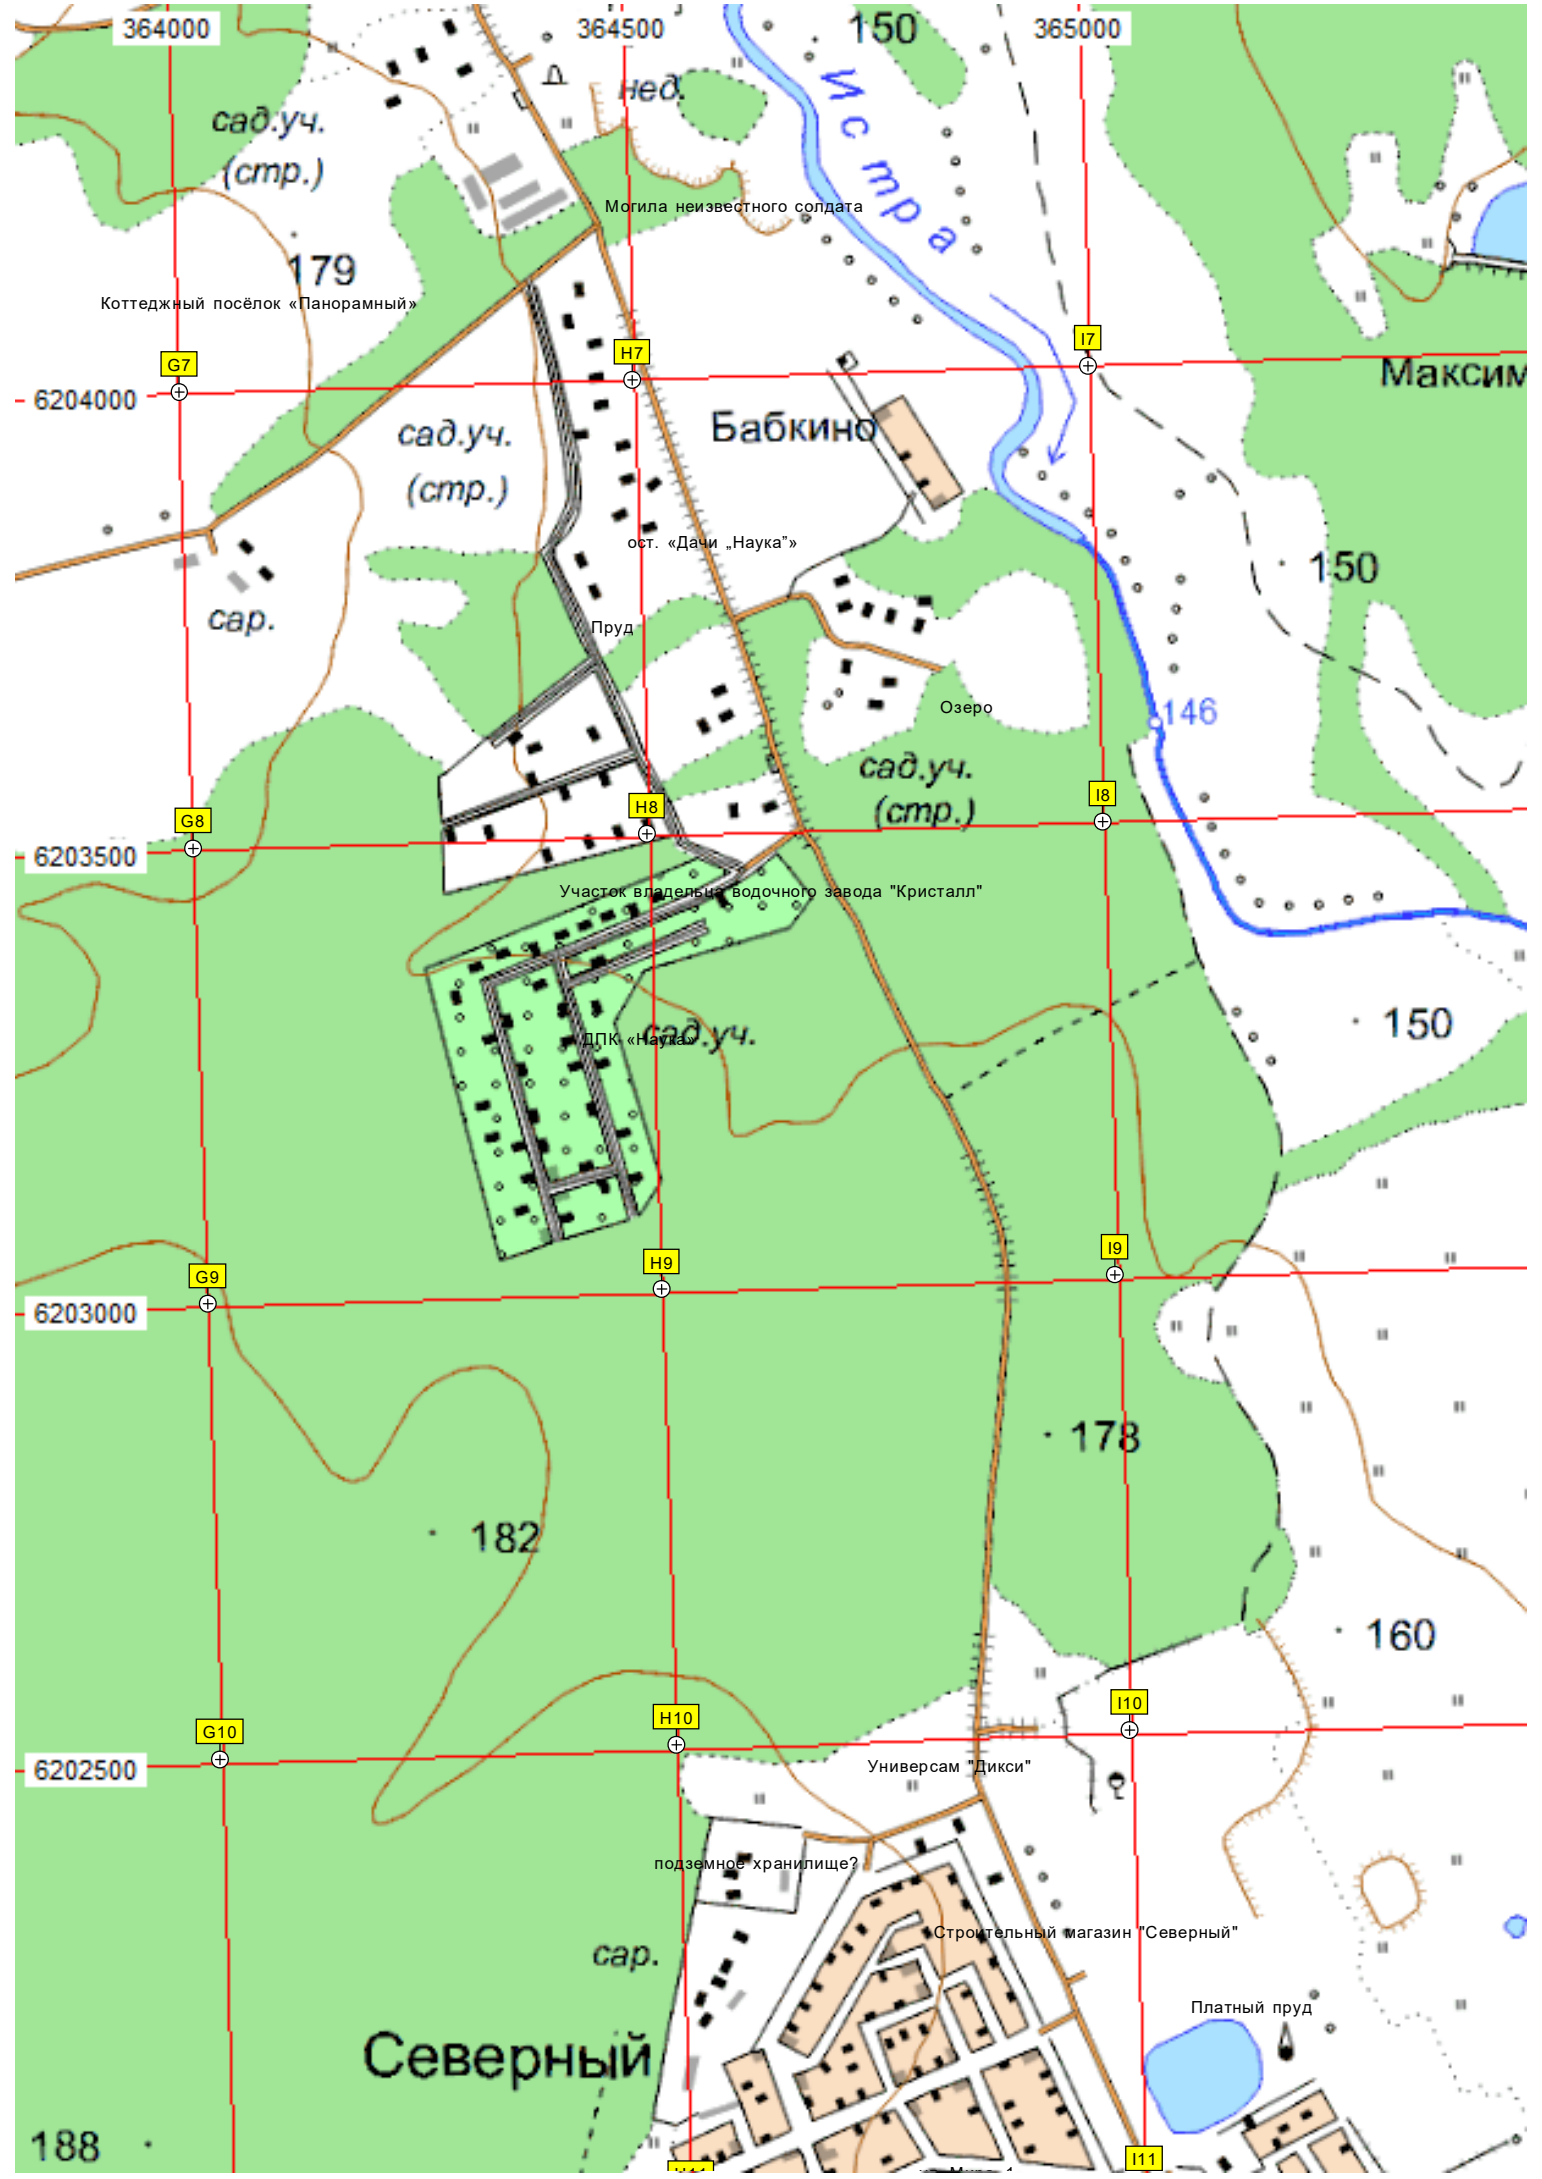 364000
364500
365000
150
нед.
Истра
сад.уч.
(стр.)
Могила неизвестного солдата
179
Коттеджный посёлок «Панорамный»
G7
H7
I7
6204000
Максим
сад.уч.
(стр.)
Бабкино
ост. «Дачи „Наука”»
150
сар.
Пруд
Озеро
146
сад.уч.
(стр.)
G8
H8
I8
6203500
Участок владельца водочного завода "Кристалл"
150
сад.уч.
ДПК «Наука»
G9
H9
I9
6203000
178
182
160
G10
H10
I10
6202500
Универсам "Дикси"
подземное хранилище?
Строительный магазин "Северный"
сар.
Платный пруд
Северный
188
I11